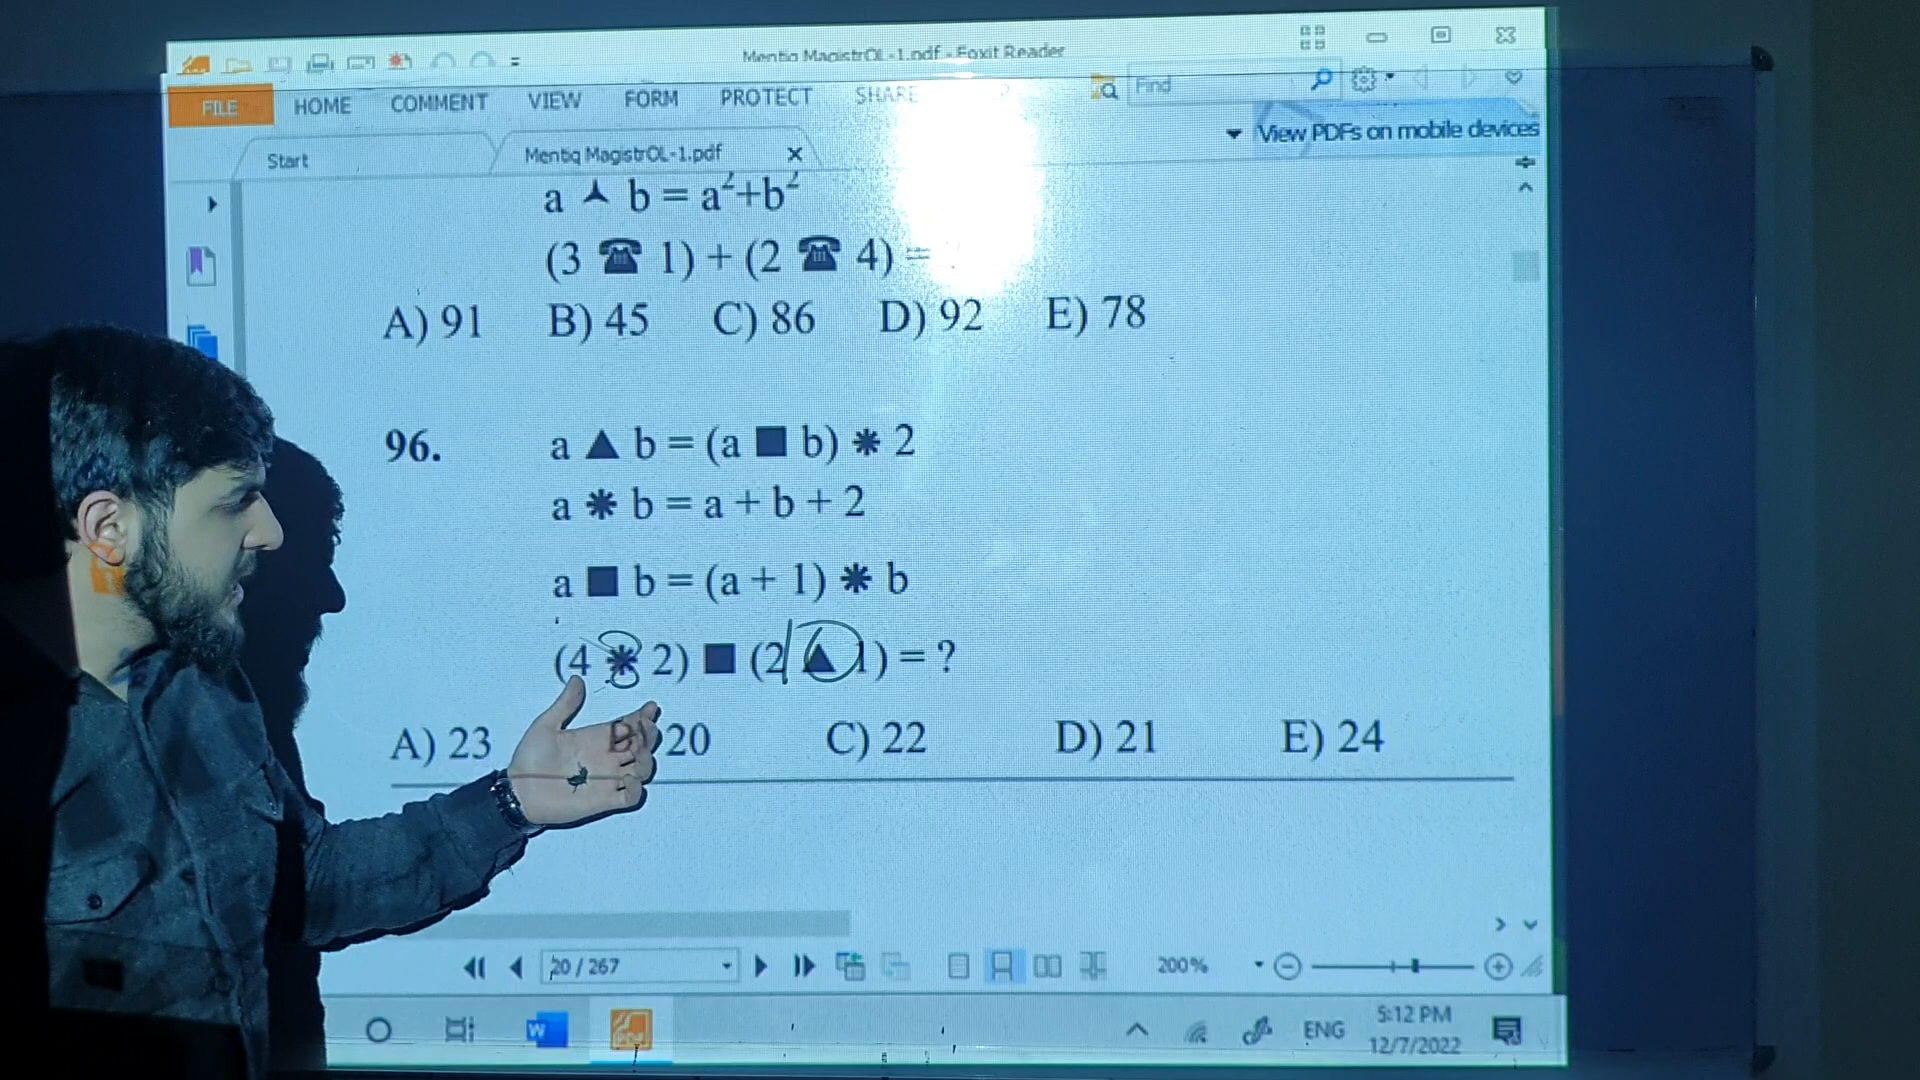 Mentiq MagistrOL-1.pdf - Foxit Reader
FILE HOME COMMENT VIEW FORM PROTECT SHARE Find
View PDFs on mobile devices
Start Mentiq MagistrOL-1.pdf
a ⮝ b = a²+b²
(3 ☎ 1) + (2 ☎ 4) =
A) 91 B) 45 C) 86 D) 92 E) 78
96. a ▲ b = (a ■ b) ✱ 2
a ✱ b = a + b + 2
a ■ b = (a + 1) ✱ b
(4 ✱ 2) ■ (2 ▲ 1) = ?
A) 23 B) 20 C) 22 D) 21 E) 24
20 / 267 200%
W PDF ENG 5:12 PM
12/7/2022